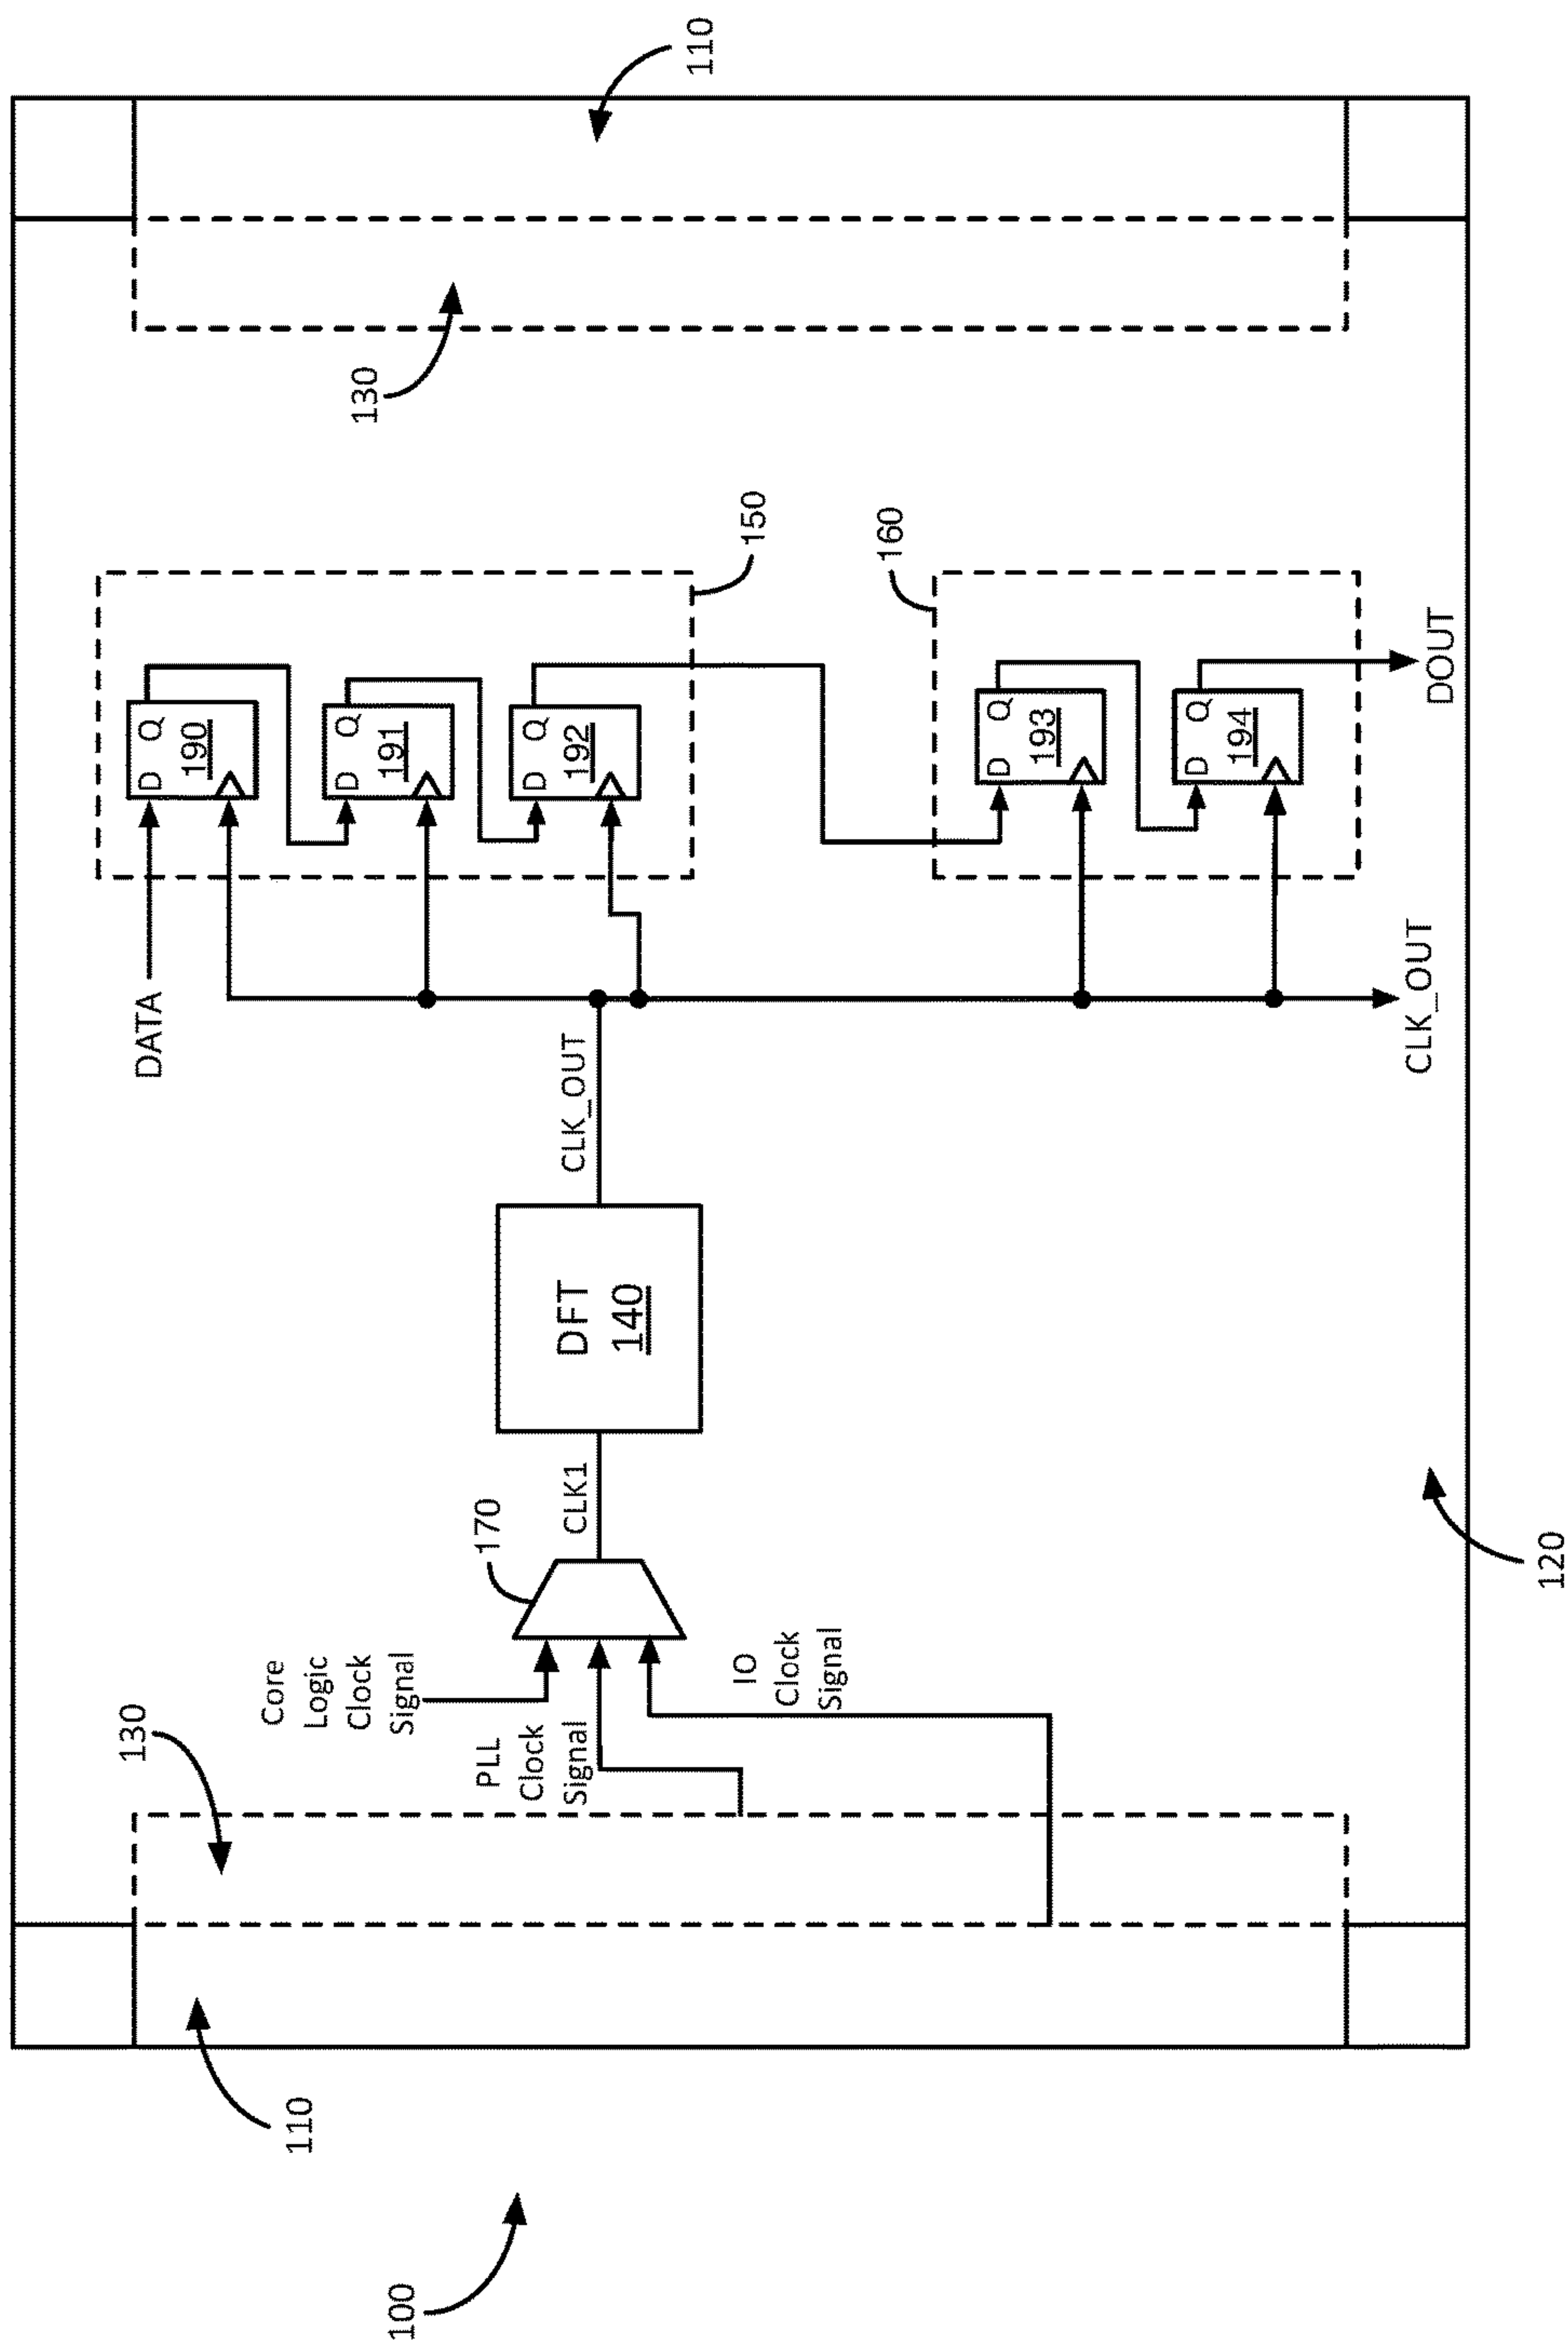 100
110
130
Core
Logic
Clock
Signal
PLL
Clock
Signal
IO
Clock
Signal
170
CLK1
DFT
140
CLK_OUT
DATA
D Q
190
D Q
191
D Q
192
150
160
D Q
193
D Q
194
DOUT
CLK_OUT
130
110
120